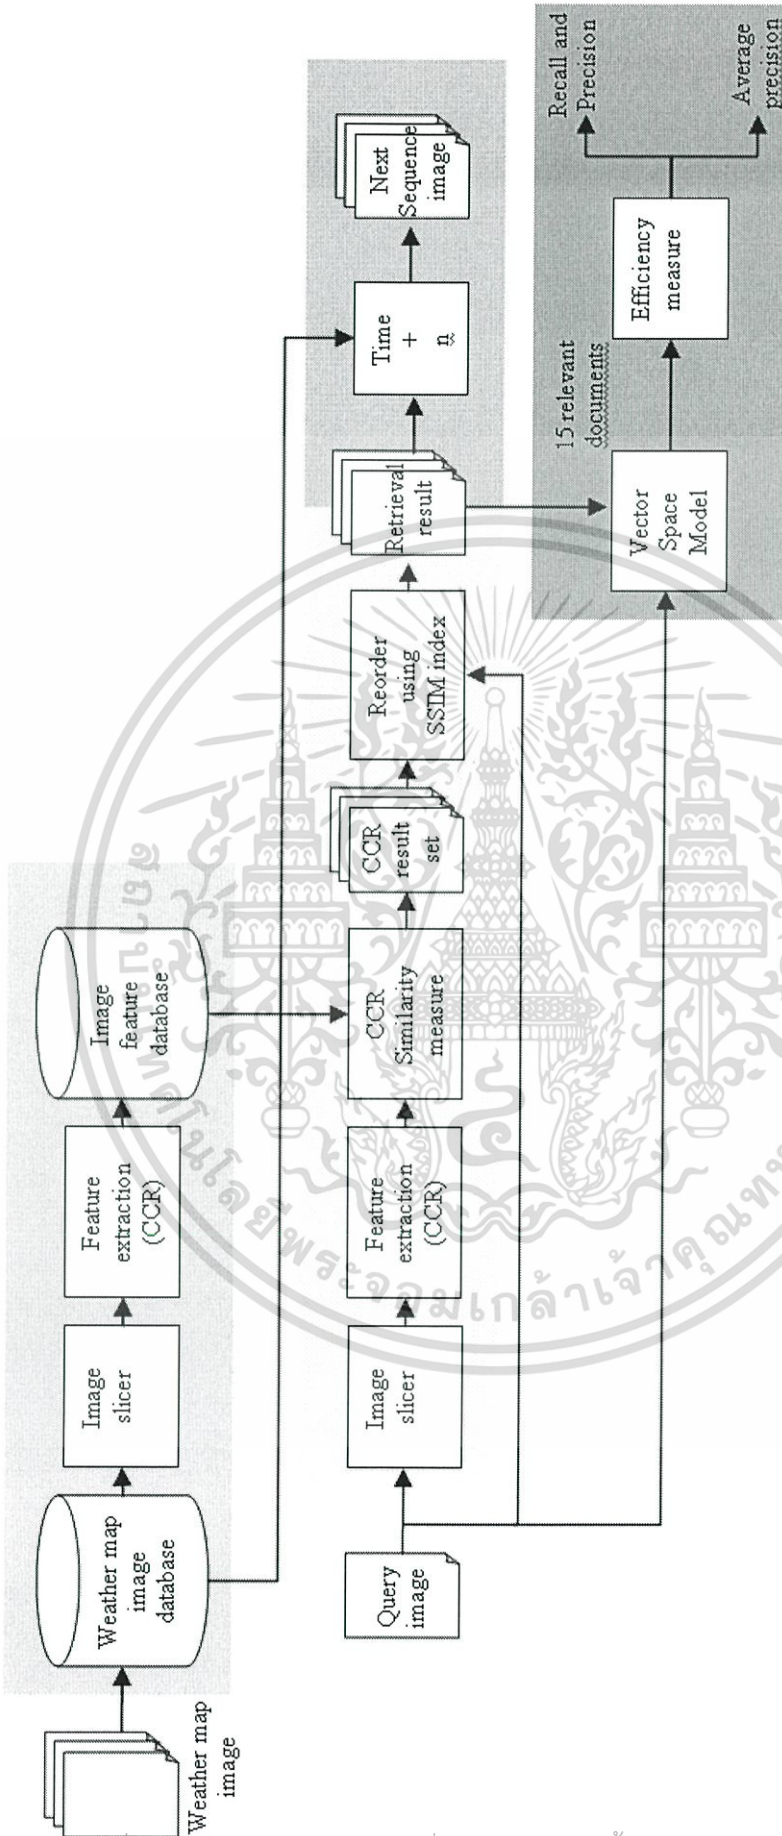 Weather map
image
Weather map
image
database
Image
slicer
Feature
extraction
(CCR)
Image
feature
database
Query
image
Image
slicer
Feature
extraction
(CCR)
CCR
Similarity
measure
CCR
result
set
Reorder
using
SSIM index
Retrieval
result
Time
+
n
Next
Sequence
image
Vector
Space
Model
15 relevant
documents
Efficiency
measure
Recall and
Precision
Average
precision